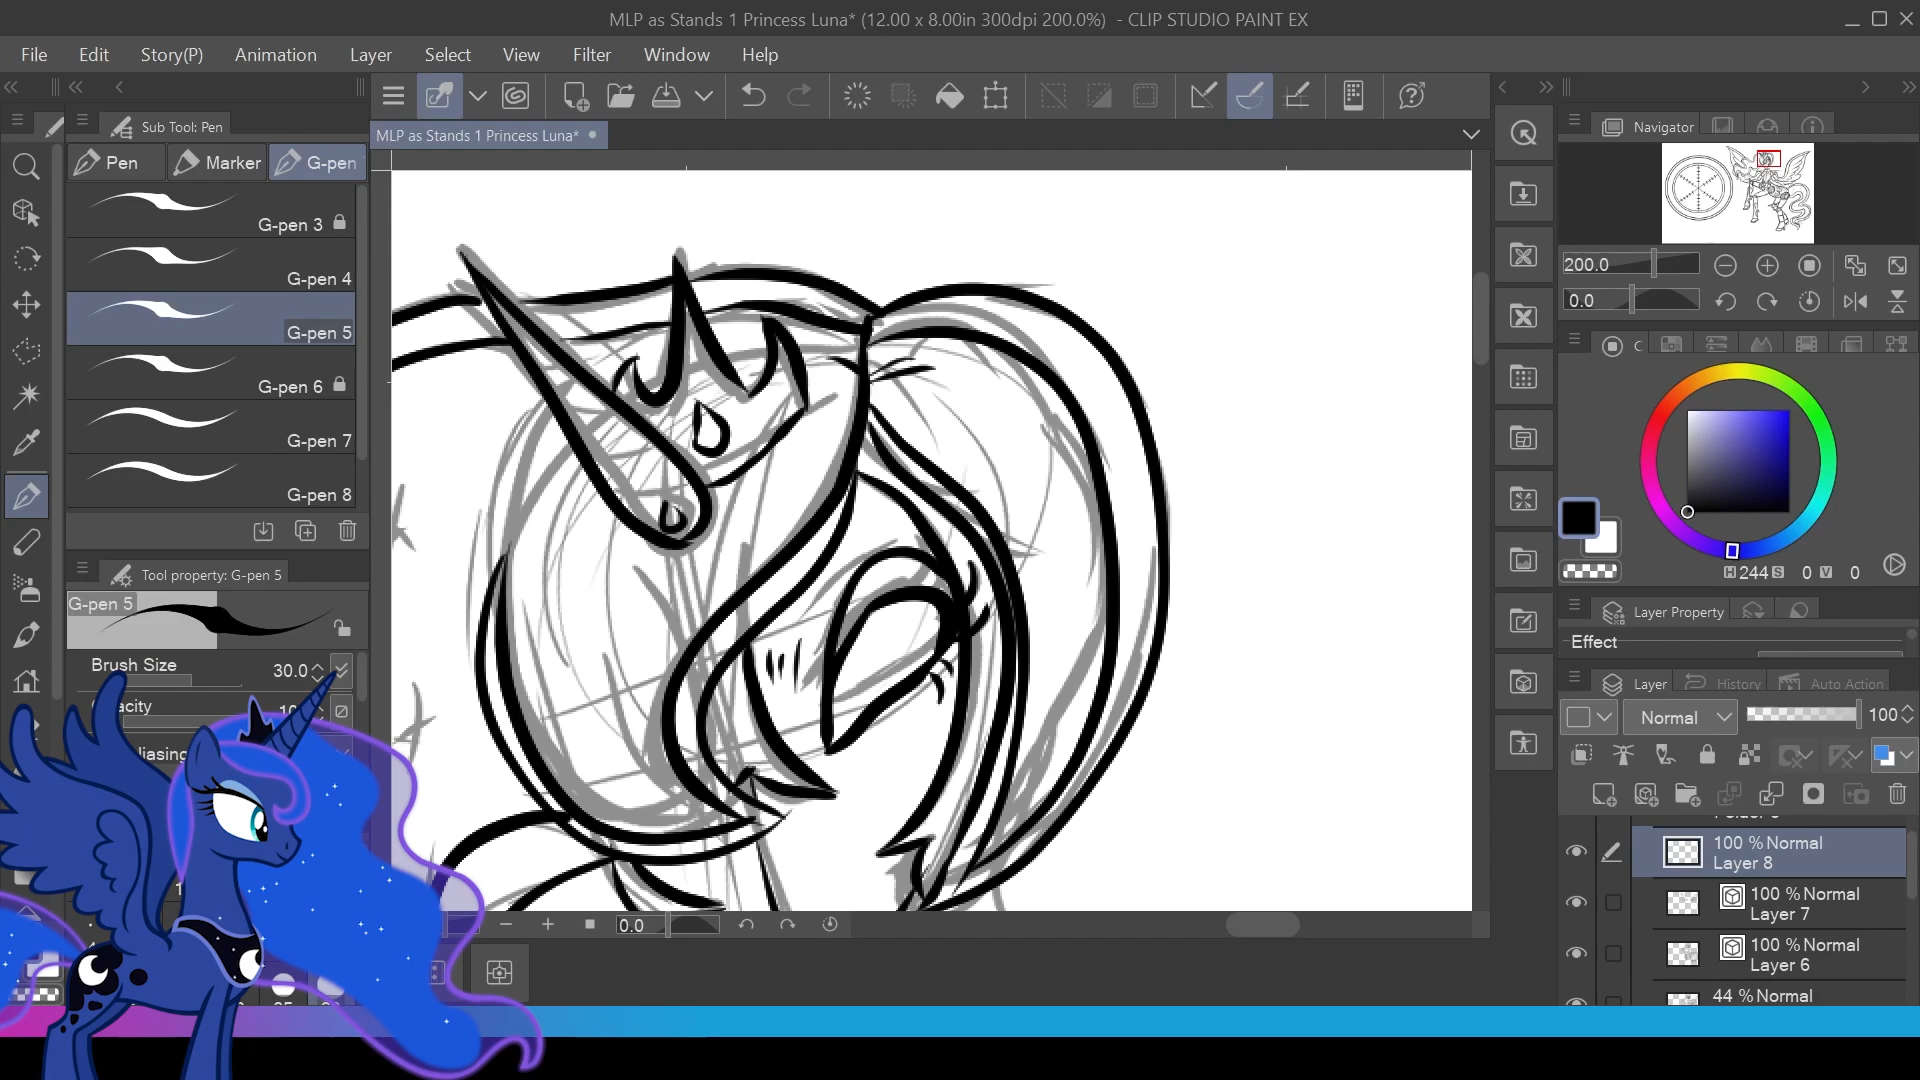 MLP as Stands 1 Princess Luna* (12.00 x 8.00in 300dpi 200.0%) - CLIP STUDIO PAINT EX
File Edit Story(P) Animation Layer Select View Filter Window Help
Sub Tool: Pen
Pen Marker G-pen
G-pen 3
G-pen 4
G-pen 5
G-pen 6
G-pen 7
G-pen 8
Tool property: G-pen 5
G-pen 5
Brush Size 30.0
MLP as Stands 1 Princess Luna*
0.0
Navigator
200.0
0.0
C
H 244 S 0 V 0
Layer Property
Effect
Layer History Auto Action
Normal 100
100 % Normal
Layer 8
100 % Normal
Layer 7
100 % Normal
Layer 6
44 % Normal